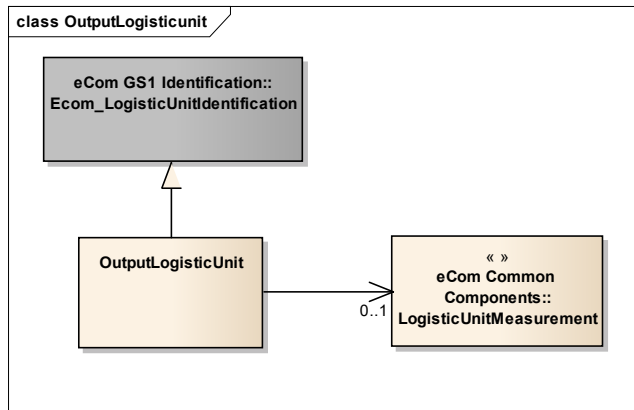 class OutputLogisticunit
eCom GS1 Identification::
Ecom_LogisticUnitIdentification
OutputLogisticUnit
« »
eCom Common
Components::
LogisticUnitMeasurement
0..1